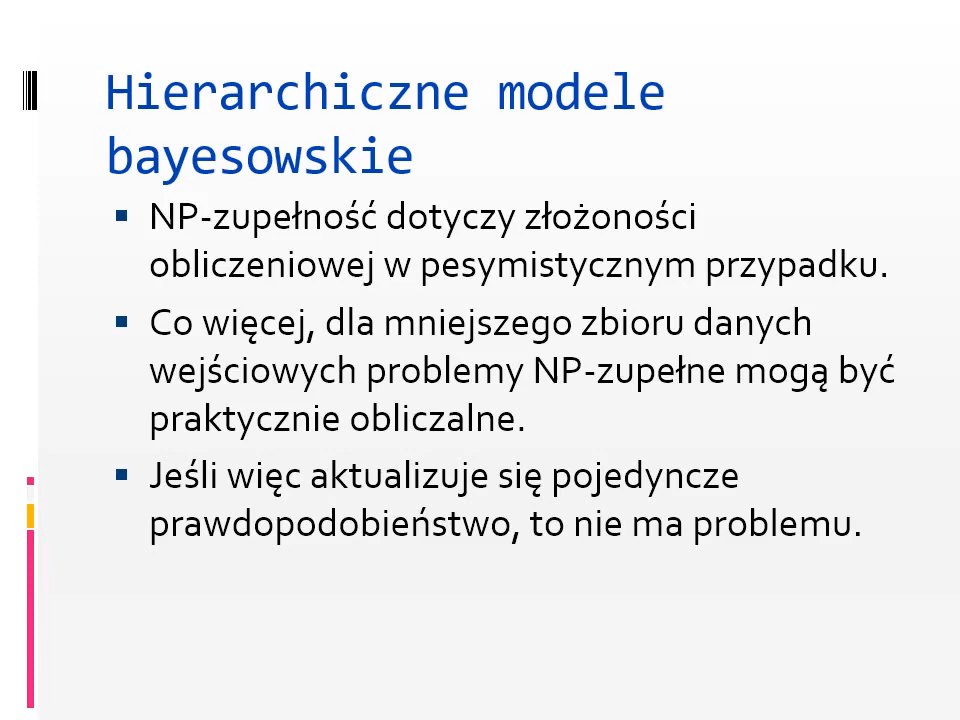 Hierarchiczne modele
bayesowskie
▪ NP-zupełność dotyczy złożoności
obliczeniowej w pesymistycznym przypadku.
▪ Co więcej, dla mniejszego zbioru danych
wejściowych problemy NP-zupełne mogą być
praktycznie obliczalne.
▪ Jeśli więc aktualizuje się pojedyncze
prawdopodobieństwo, to nie ma problemu.